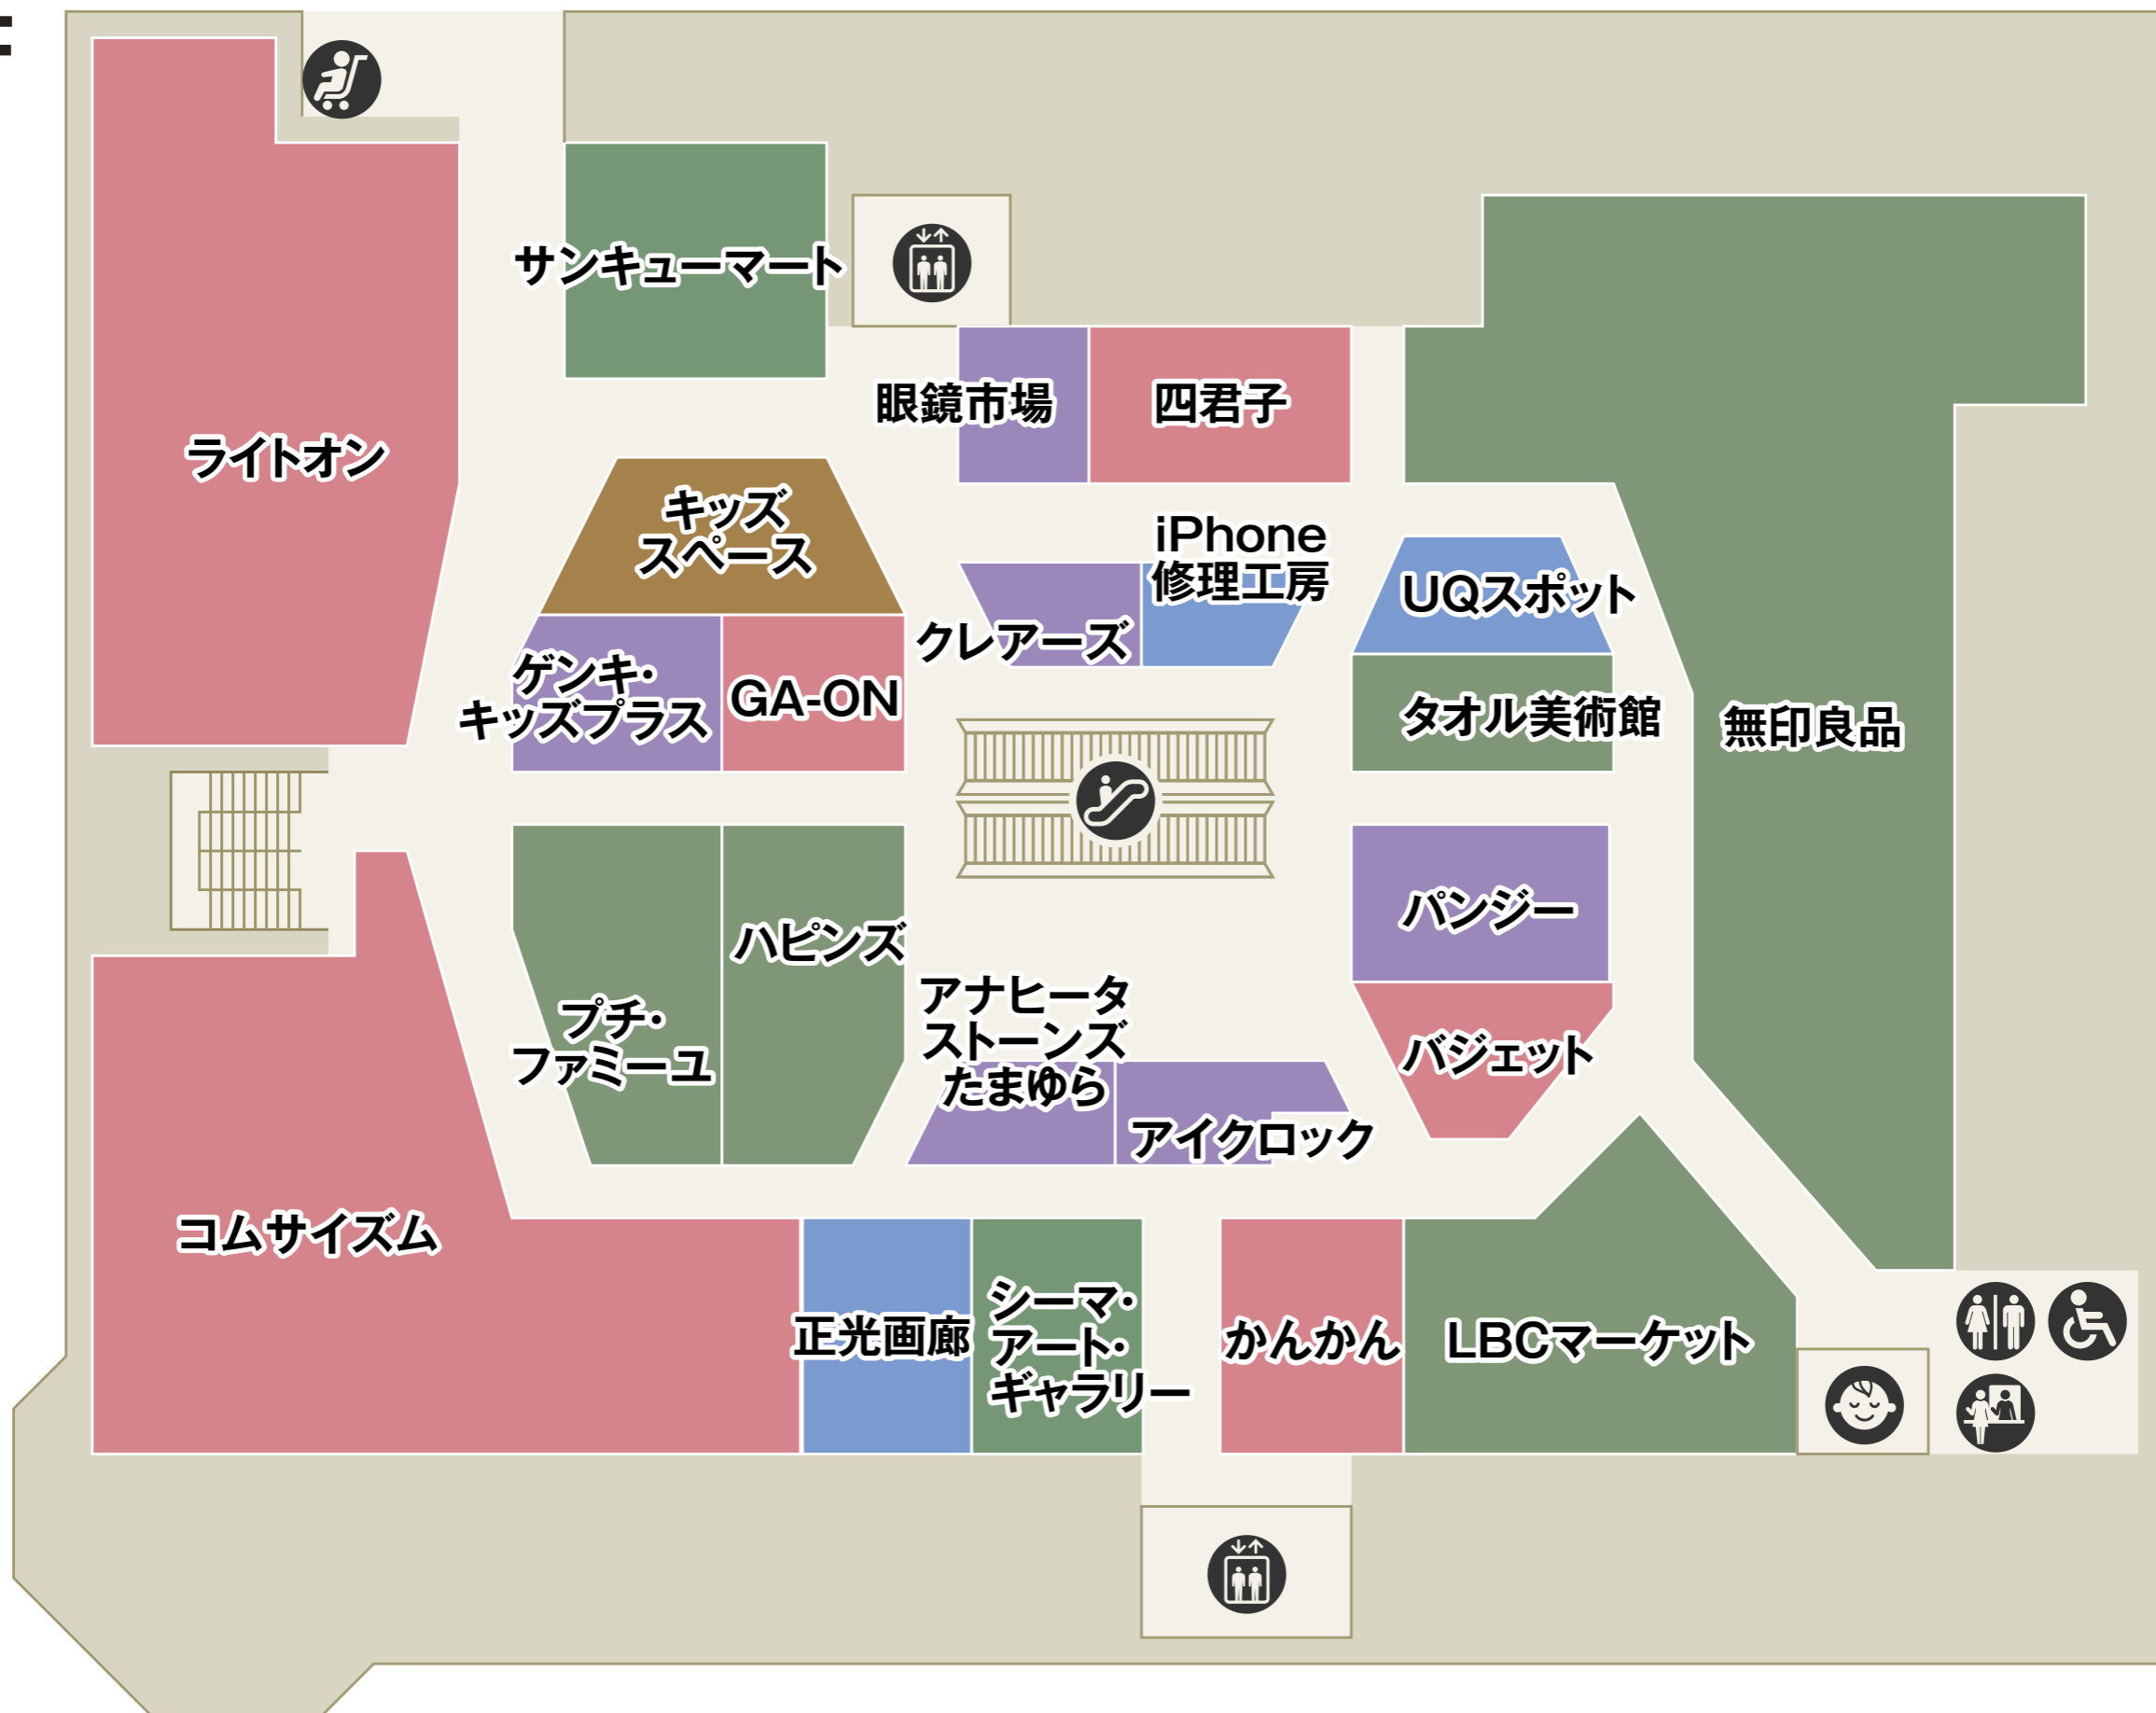 サンキューマート
眼鏡市場
四君子
ライトオン
キッズ
スペース
iPhone
修理工房
UQスポット
クレアーズ
ゲンキ・
キッズプラス
GA-ON
タオル美術館
無印良品
パンジー
ハピンズ
プチ・
ファミーユ
アナヒータ
ストーンズ
たまゆら
バジェット
アイクロック
コムサイズム
正光画廊
シーマ・
アート・
ギャラリー
かんかん
LBCマーケット